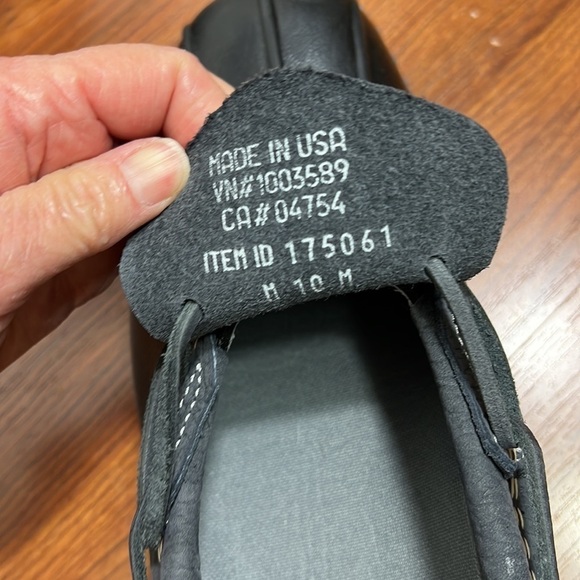 MADE IN USA
VN#1003589
CA#04754
ITEM ID 175061
M 10 M